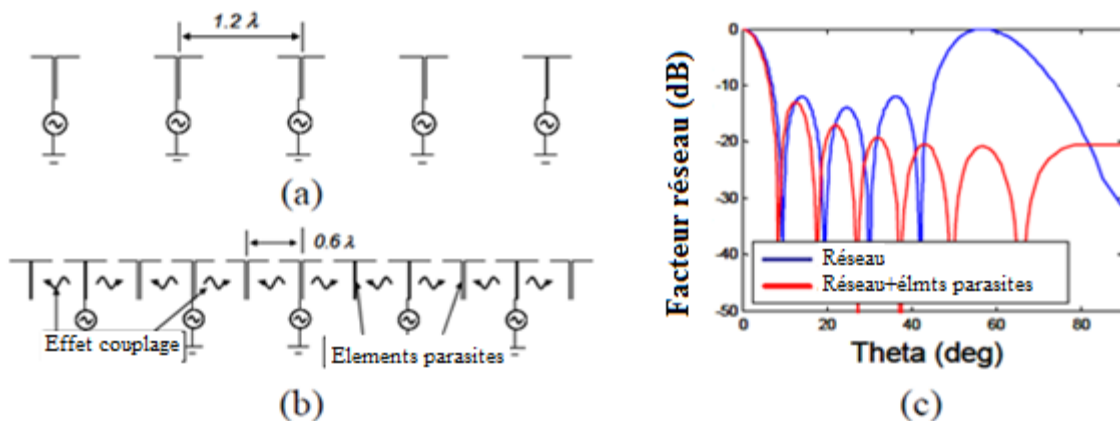 1.2 λ
(a)
0.6 λ
Effet couplage
Elements parasites
(b)
Facteur réseau (dB)
0
-10
-20
-30
-40
-50
Réseau
Réseau+élmts parasites
0 20 40 60 80
Theta (deg)
(c)